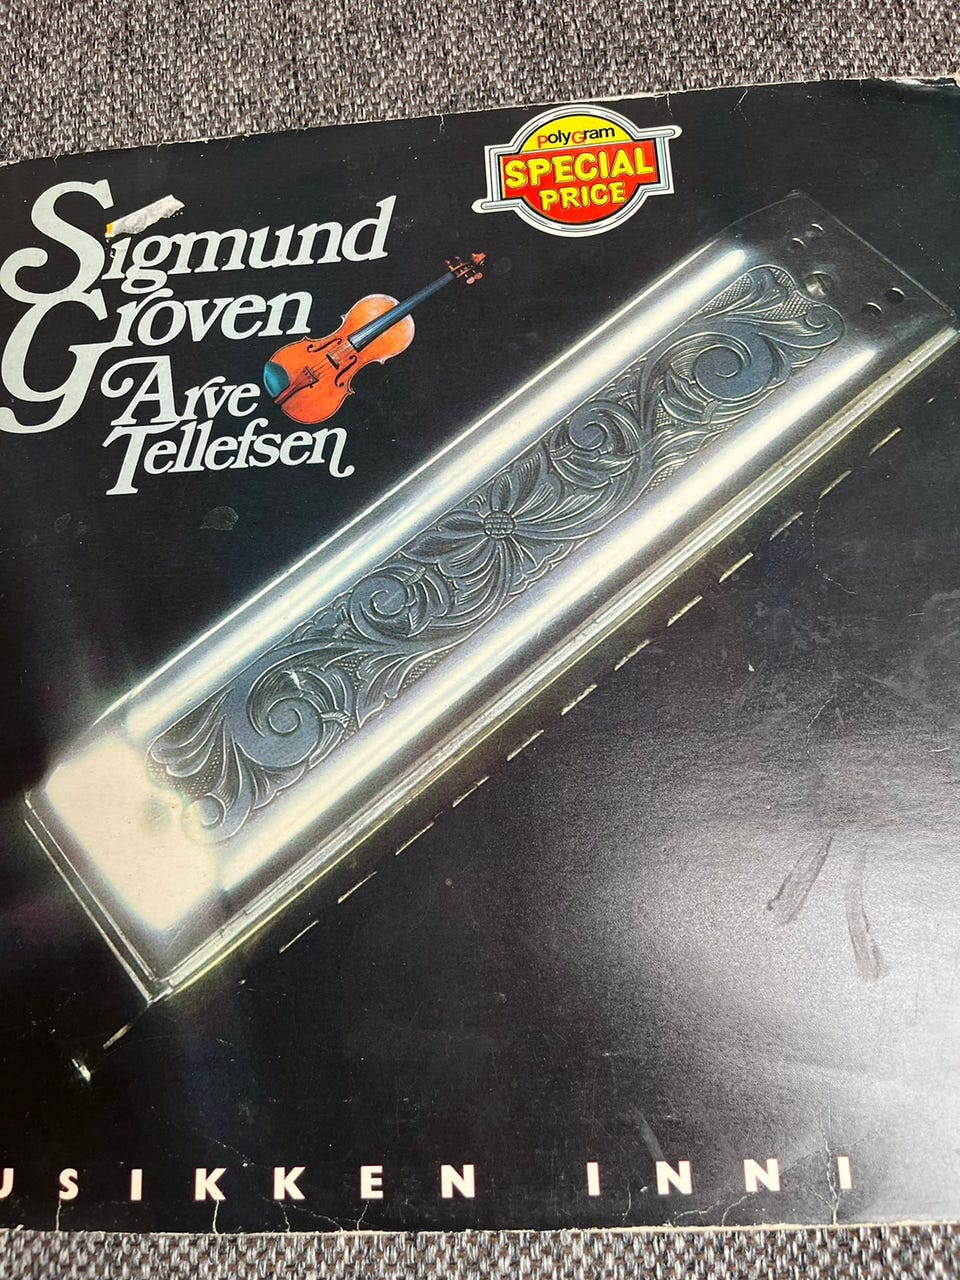 Sigmund
Groven
Arve
Tellefsen
PolyGram
SPECIAL
PRICE
USIKKEN INNI